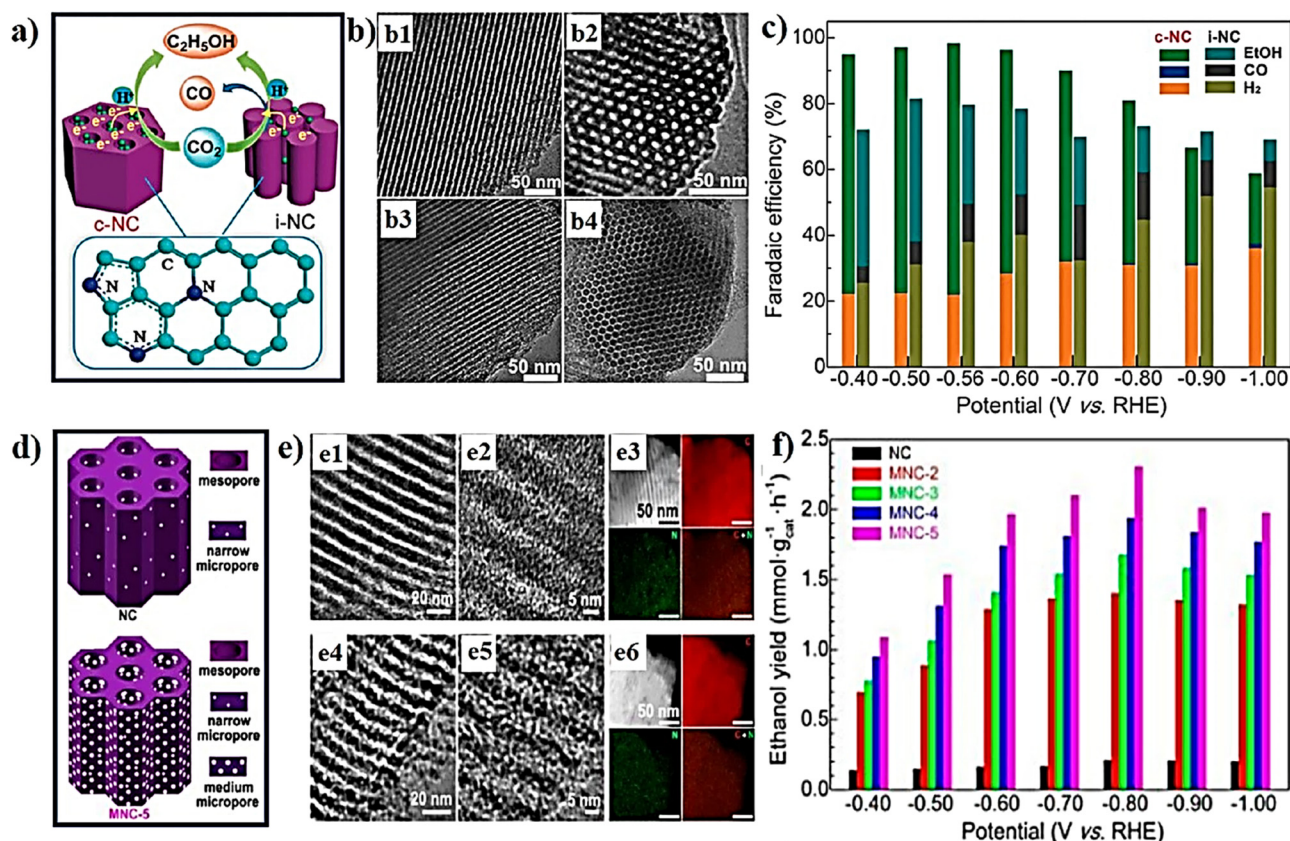 a)
C₂H₅OH
CO
H⁺
H⁺
e⁻ e⁻ e⁻ e⁻ e⁻
e⁻ e⁻ e⁻
CO₂
c-NC
i-NC
C
N
N
N
b)
b1
50 nm
b2
50 nm
b3
50 nm
b4
50 nm
c)
c-NC i-NC
EtOH
CO
H₂
Faradaic efficiency (%)
100
80
60
40
20
0
-0.40 -0.50 -0.56 -0.60 -0.70 -0.80 -0.90 -1.00
Potential (V vs. RHE)
d)
mesopore
narrow
micropore
NC
mesopore
narrow
micropore
medium
micropore
MNC-5
e)
e1
20 nm
e2
5 nm
e3
50 nm
C
N
C+N
e4
20 nm
e5
5 nm
e6
50 nm
C
N
C+N
f)
NC
MNC-2
MNC-3
MNC-4
MNC-5
Ethanol yield (mmol·g⁻¹cat·h⁻¹)
2.5
2.0
1.5
1.0
0.5
0.0
-0.40 -0.50 -0.60 -0.70 -0.80 -0.90 -1.00
Potential (V vs. RHE)